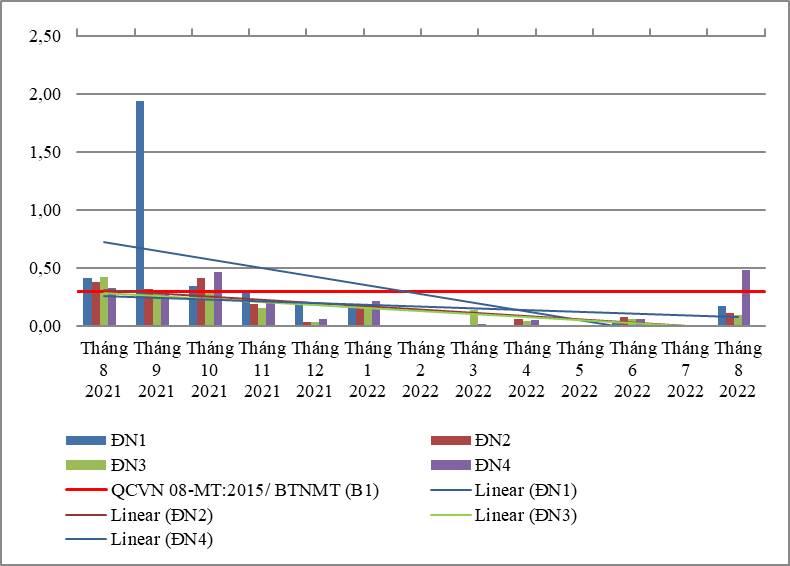 2,50
2,00
1,50
1,00
0,50
0,00
Tháng 8 2021
Tháng 9 2021
Tháng 10 2021
Tháng 11 2021
Tháng 12 2021
Tháng 1 2022
Tháng 2 2022
Tháng 3 2022
Tháng 4 2022
Tháng 5 2022
Tháng 6 2022
Tháng 7 2022
Tháng 8 2022
ĐN1
ĐN2
ĐN3
ĐN4
QCVN 08-MT:2015/ BTNMT (B1)
Linear (ĐN1)
Linear (ĐN2)
Linear (ĐN3)
Linear (ĐN4)